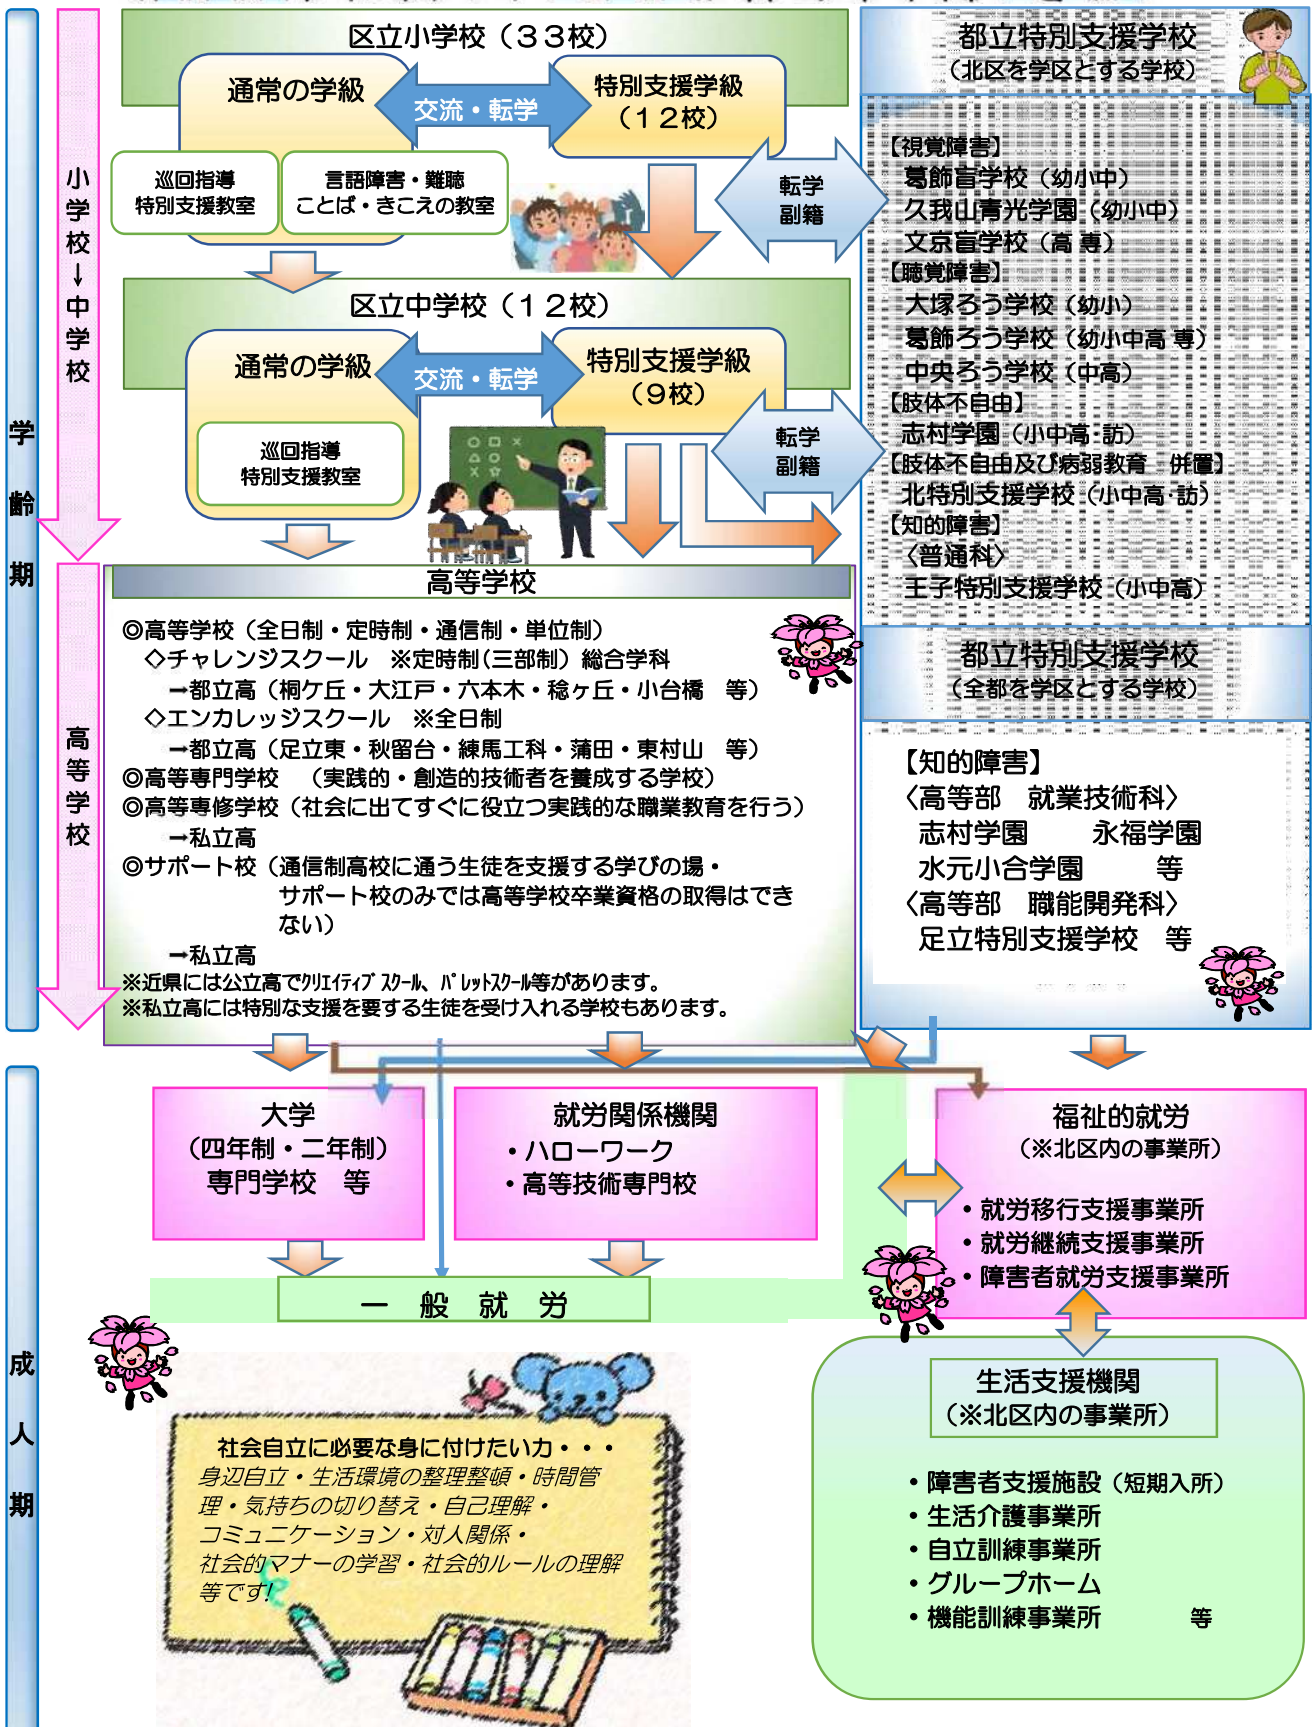 学齢期
小学校→中学校
区立小学校（３３校）
通常の学級
交流・転学
特別支援学級
（１２校）
巡回指導
特別支援教室
言語障害・難聴
ことば・きこえの教室
転学
副籍
区立中学校（１２校）
通常の学級
交流・転学
特別支援学級
（９校）
巡回指導
特別支援教室
転学
副籍
都立特別支援学校
（北区を学区とする学校）
【視覚障害】
葛飾盲学校（幼小中）
久我山青光学園（幼小中）
文京盲学校（高 専）
【聴覚障害】
大塚ろう学校（幼小）
葛飾ろう学校（幼小中高 専）
中央ろう学校（中高）
【肢体不自由】
志村学園（小中高·訪）
【肢体不自由及び病弱教育　併置】
北特別支援学校（小中高·訪）
【知的障害】
〈普通科〉
王子特別支援学校（小中高）
高等学校
高等学校
◎高等学校（全日制・定時制・通信制・単位制）
◇チャレンジスクール　※定時制(三部制）総合学科
→都立高（桐ケ丘・大江戸・六本木・稔ヶ丘・小台橋　等）
◇エンカレッジスクール　※全日制
→都立高（足立東・秋留台・練馬工科・蒲田・東村山　等）
◎高等専門学校　（実践的・創造的技術者を養成する学校）
◎高等専修学校（社会に出てすぐに役立つ実践的な職業教育を行う）
→私立高
◎サポート校（通信制高校に通う生徒を支援する学びの場・
サポート校のみでは高等学校卒業資格の取得はでき
ない）
→私立高
※近県には公立高でｸﾘｴｲﾃｨﾌﾞｽｸｰﾙ、ﾊﾟﾚｯﾄｽｸｰﾙ等があります。
※私立高には特別な支援を要する生徒を受け入れる学校もあります。
都立特別支援学校
（全都を学区とする学校）
【知的障害】
〈高等部　就業技術科〉
志村学園　　永福学園
水元小合学園　　　等
〈高等部　職能開発科〉
足立特別支援学校　等
成人期
大学
（四年制・二年制）
専門学校　等
就労関係機関
・ハローワーク
・高等技術専門校
福祉的就労
（※北区内の事業所）
・就労移行支援事業所
・就労継続支援事業所
・障害者就労支援事業所
一般就労
生活支援機関
（※北区内の事業所）
・障害者支援施設（短期入所）
・生活介護事業所
・自立訓練事業所
・グループホーム
・機能訓練事業所　　　等
社会自立に必要な身に付けたい力・・・
身辺自立・生活環境の整理整頓・時間管
理・気持ちの切り替え・自己理解・
コミュニケーション・対人関係・
社会的マナーの学習・社会的ルールの理解
等です!